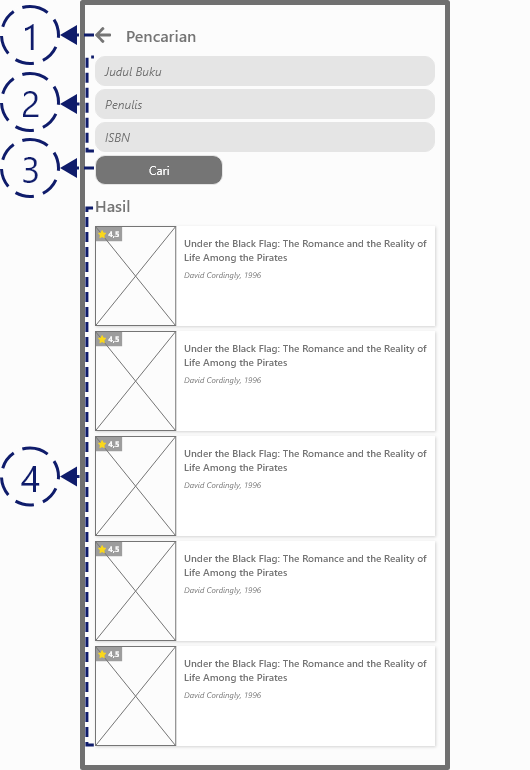 1
Pencarian
Judul Buku
2
Penulis
ISBN
3
Cari
Hasil
4,5
Under the Black Flag: The Romance and the Reality of
Life Among the Pirates
David Cordingly, 1996
4,5
Under the Black Flag: The Romance and the Reality of
Life Among the Pirates
David Cordingly, 1996
4,5
Under the Black Flag: The Romance and the Reality of
Life Among the Pirates
David Cordingly, 1996
4
4,5
Under the Black Flag: The Romance and the Reality of
Life Among the Pirates
David Cordingly, 1996
4,5
Under the Black Flag: The Romance and the Reality of
Life Among the Pirates
David Cordingly, 1996